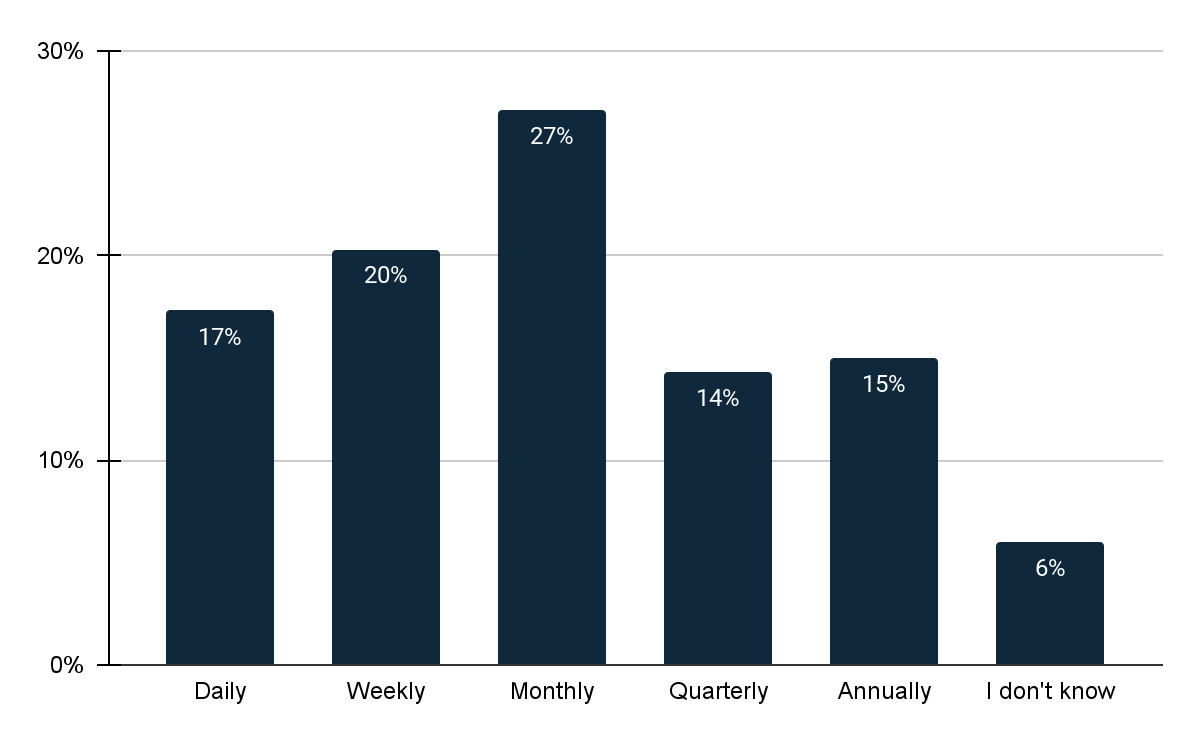 30%
27%
20%
20%
17%
15%
14%
10%
6%
0%
Daily
Weekly
Monthly
Quarterly
Annually
I don't know